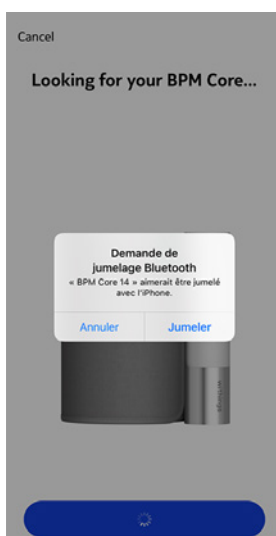 Cancel
Looking for your BPM Core...
Demande de
jumelage Bluetooth
« BPM Core 14 » aimerait être jumelé
avec l'iPhone.
Annuler
Jumeler
withings